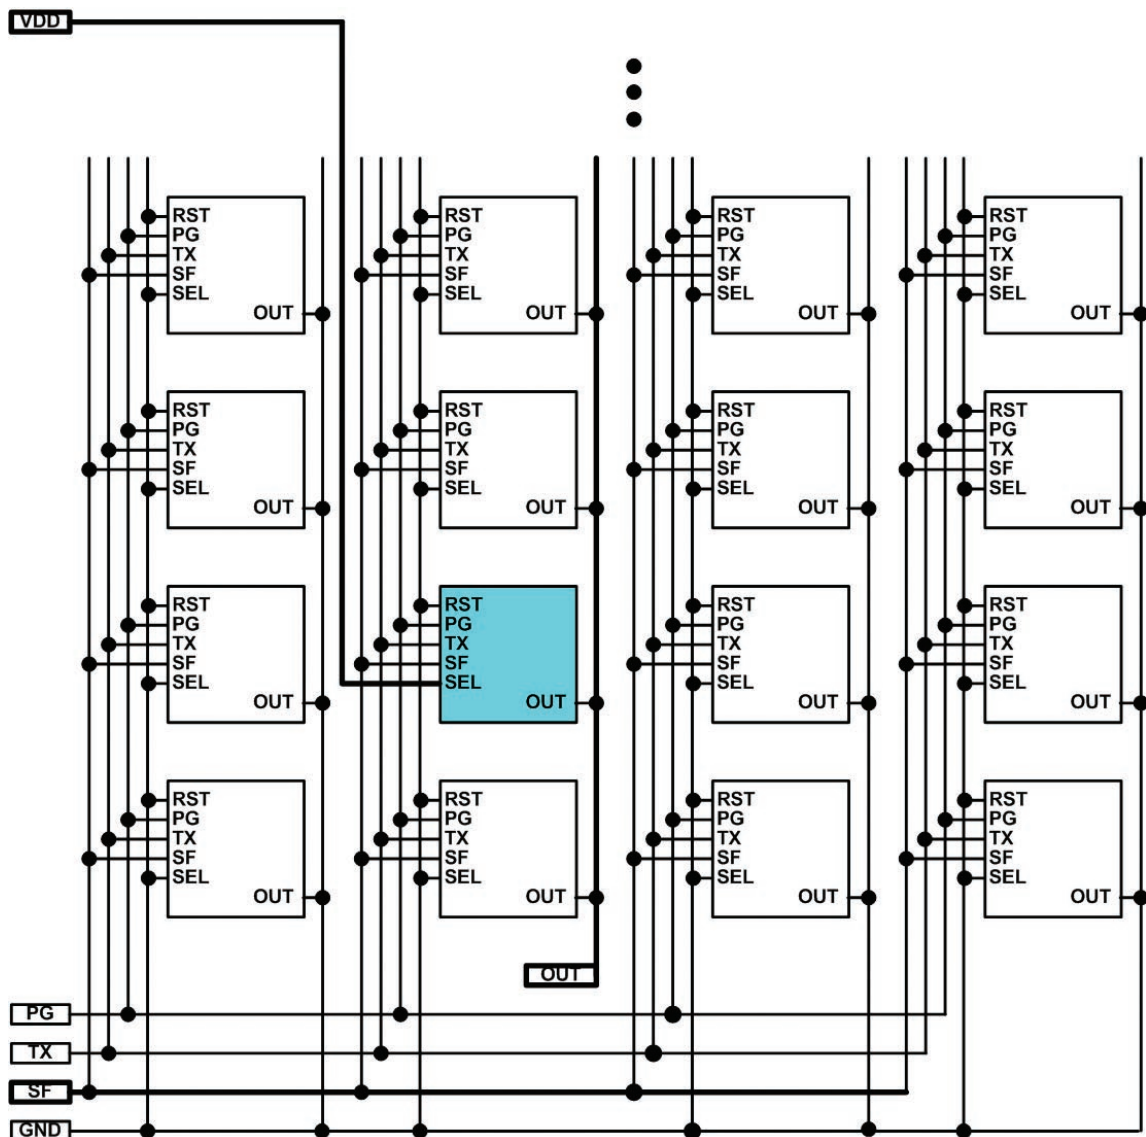 VDD
RST RST RST RST
PG PG PG PG
TX TX TX TX
SF SF SF SF
SEL SEL SEL SEL
OUT OUT OUT OUT
RST RST RST RST
PG PG PG PG
TX TX TX TX
SF SF SF SF
SEL SEL SEL SEL
OUT OUT OUT OUT
RST RST RST RST
PG PG PG PG
TX TX TX TX
SF SF SF SF
SEL SEL SEL SEL
OUT OUT OUT OUT
RST RST RST RST
PG PG PG PG
TX TX TX TX
SF SF SF SF
SEL SEL SEL SEL
OUT OUT OUT OUT
OUT
PG
TX
SF
GND